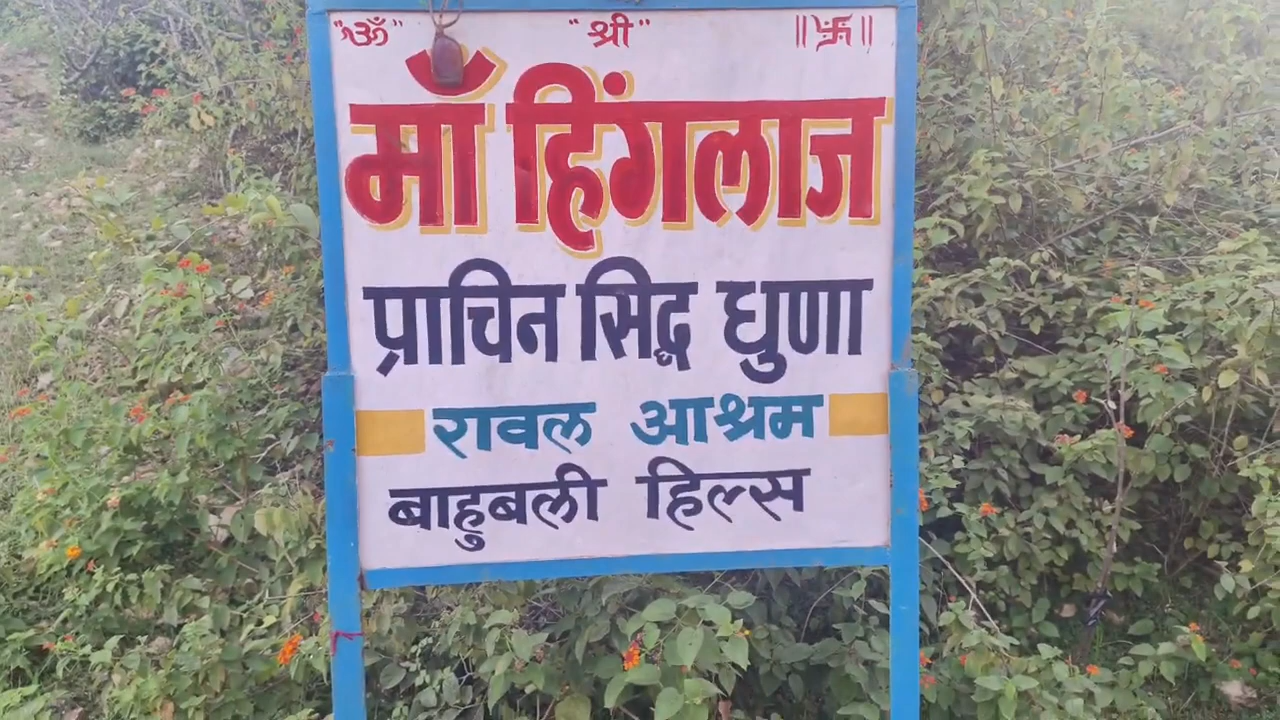 "ॐ" "श्री" ||卐||
माँ हिंगलाज
प्राचिन सिद्ध धुणा
रावल आश्रम
बाहुबली हिल्स